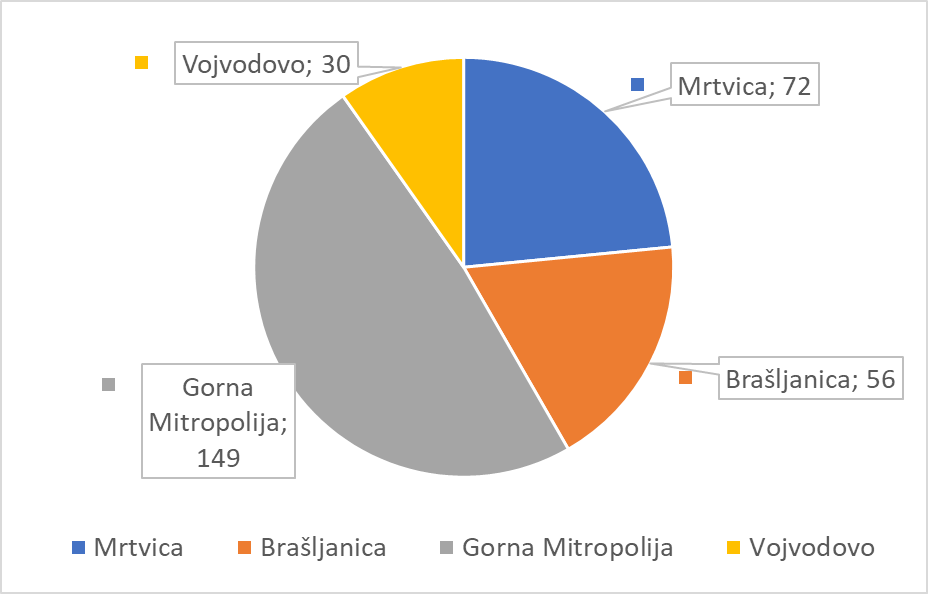 Vojvodovo; 30
Mrtvica; 72
Brašljanica; 56
Gorna
Mitropolija;
149
Mrtvica
Brašljanica
Gorna Mitropolija
Vojvodovo